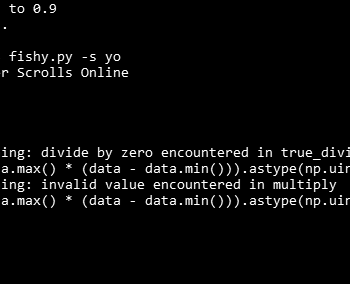 to 0.9
.
fishy.py -s yo
r Scrolls Online
ing: divide by zero encountered in true_divi
a.max() * (data - data.min())).astype(np.uin
ing: invalid value encountered in multiply
a.max() * (data - data.min())).astype(np.uin